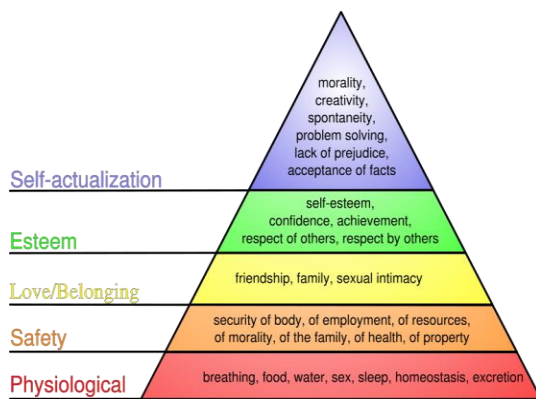 morality,
creativity,
spontaneity,
problem solving,
lack of prejudice,
acceptance of facts
Self-actualization
self-esteem,
confidence, achievement,
respect of others, respect by others
Esteem
friendship, family, sexual intimacy
Love/Belonging
security of body, of employment, of resources,
of morality, of the family, of health, of property
Safety
breathing, food, water, sex, sleep, homeostasis, excretion
Physiological